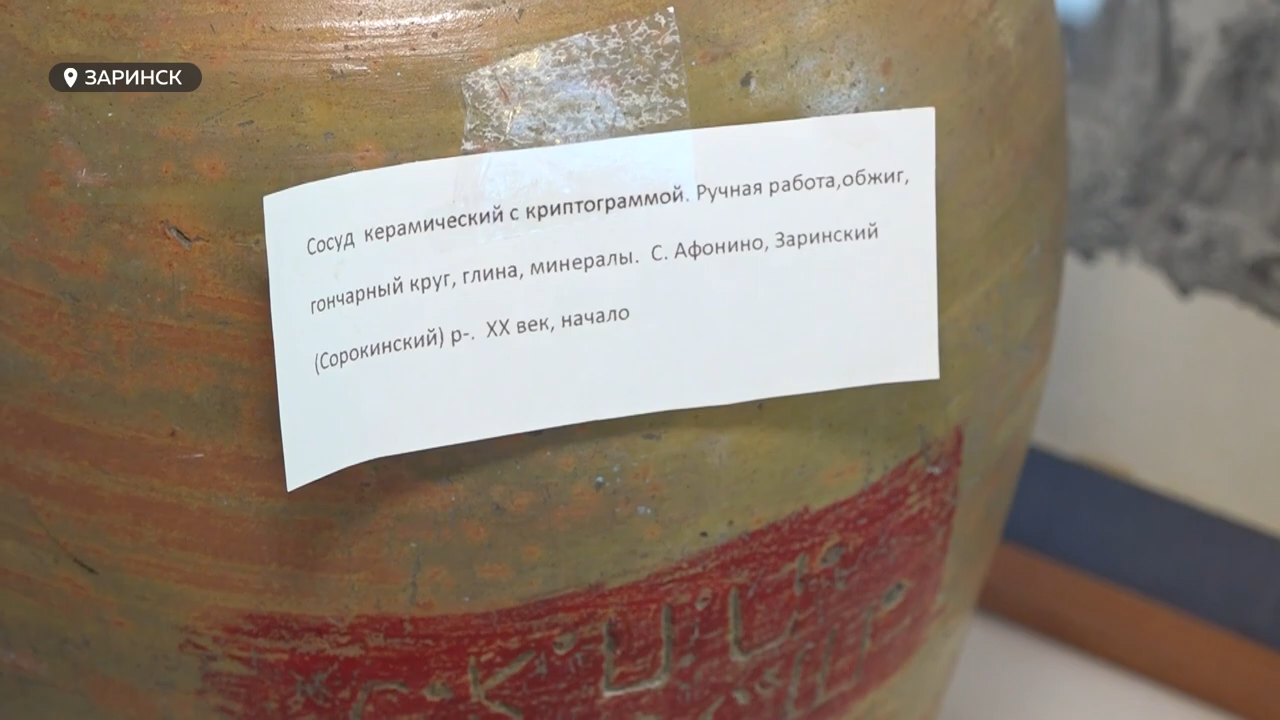 ЗАРИНСК
Сосуд керамический с криптограммой. Ручная работа,обжиг,
гончарный круг, глина, минералы. С. Афонино, Заринский
(Сорокинский) р-. XX век, начало